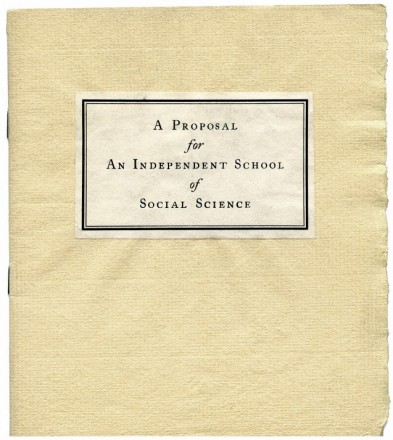 A Proposal
for
An Independent School
of
Social Science